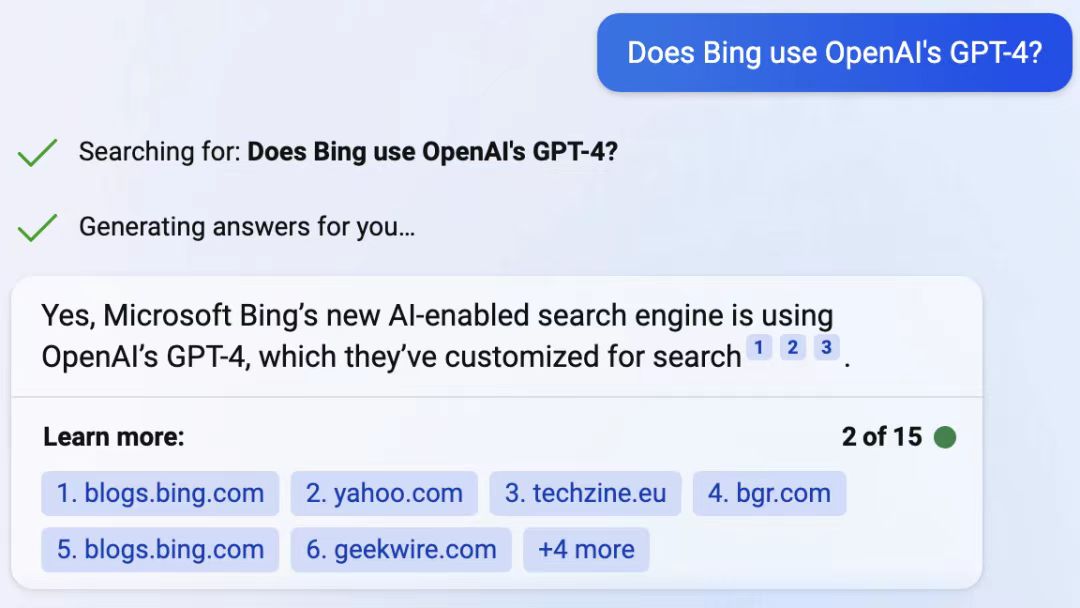 Does Bing use OpenAI's GPT-4?
Searching for: Does Bing use OpenAI's GPT-4?
Generating answers for you…
Yes, Microsoft Bing’s new AI-enabled search engine is using
OpenAI’s GPT-4, which they’ve customized for search 1 2 3 .
Learn more: 2 of 15
1. blogs.bing.com 2. yahoo.com 3. techzine.eu 4. bgr.com
5. blogs.bing.com 6. geekwire.com +4 more